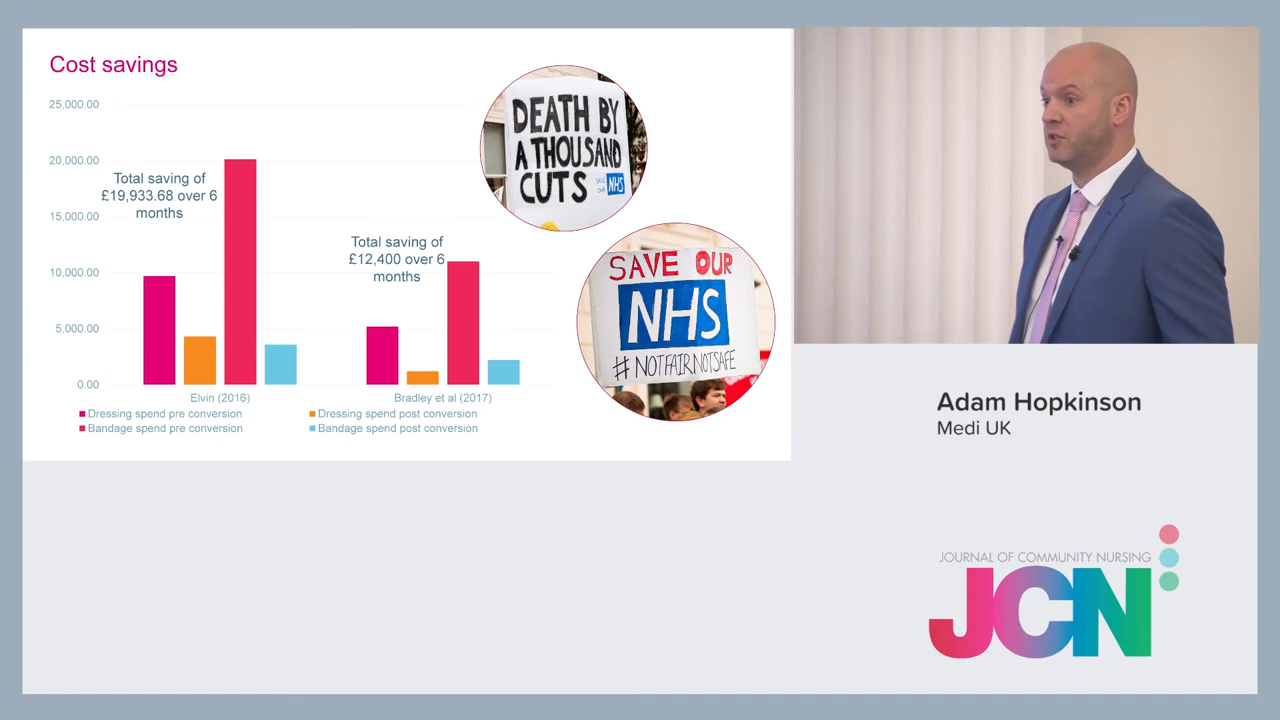 Cost savings
25,000.00
20,000.00
15,000.00
10,000.00
5,000.00
0.00
Total saving of
£19,933.68 over 6
months
Total saving of
£12,400 over 6
months
Elvin (2016)
Bradley et al (2017)
Dressing spend pre conversion
Dressing spend post conversion
Bandage spend pre conversion
Bandage spend post conversion
DEATH BY
A THOUSAND
CUTS
SAVE OUR NHS
SAVE OUR
NHS
#NOTFAIRNOTSAFE
Adam Hopkinson
Medi UK
JOURNAL OF COMMUNITY NURSING
JCN